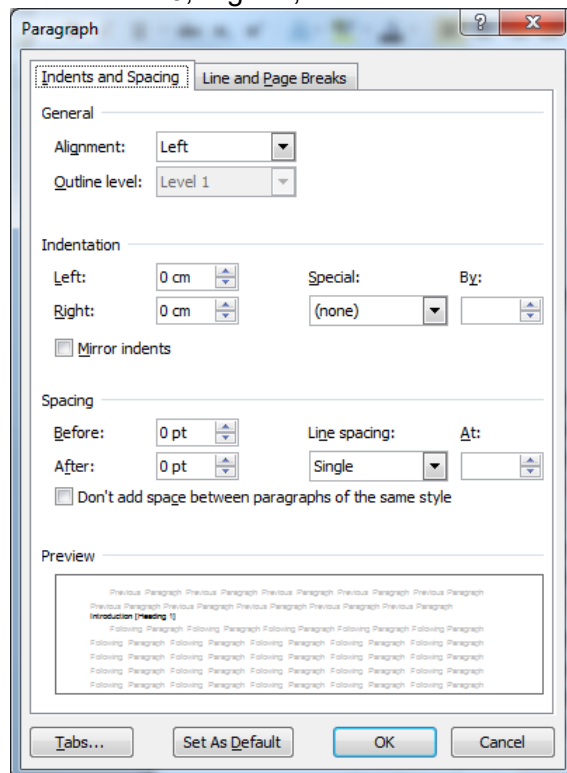 Paragraph
Indents and Spacing Line and Page Breaks
General
Alignment: Left
Outline level: Level 1
Indentation
Left: 0 cm Special: By:
Right: 0 cm (none)
Mirror indents
Spacing
Before: 0 pt Line spacing: At:
After: 0 pt Single
Don't add space between paragraphs of the same style
Preview
Previous Paragraph Previous Paragraph Previous Paragraph Previous Paragraph Previous Paragraph
Previous Paragraph Previous Paragraph Previous Paragraph Previous Paragraph Previous Paragraph
Introduction [Heading 1]
Following Paragraph Following Paragraph Following Paragraph Following Paragraph Following Paragraph
Following Paragraph Following Paragraph Following Paragraph Following Paragraph Following Paragraph
Following Paragraph Following Paragraph Following Paragraph Following Paragraph Following Paragraph
Following Paragraph Following Paragraph Following Paragraph Following Paragraph Following Paragraph
Following Paragraph Following Paragraph Following Paragraph Following Paragraph Following Paragraph
Tabs... Set As Default OK Cancel